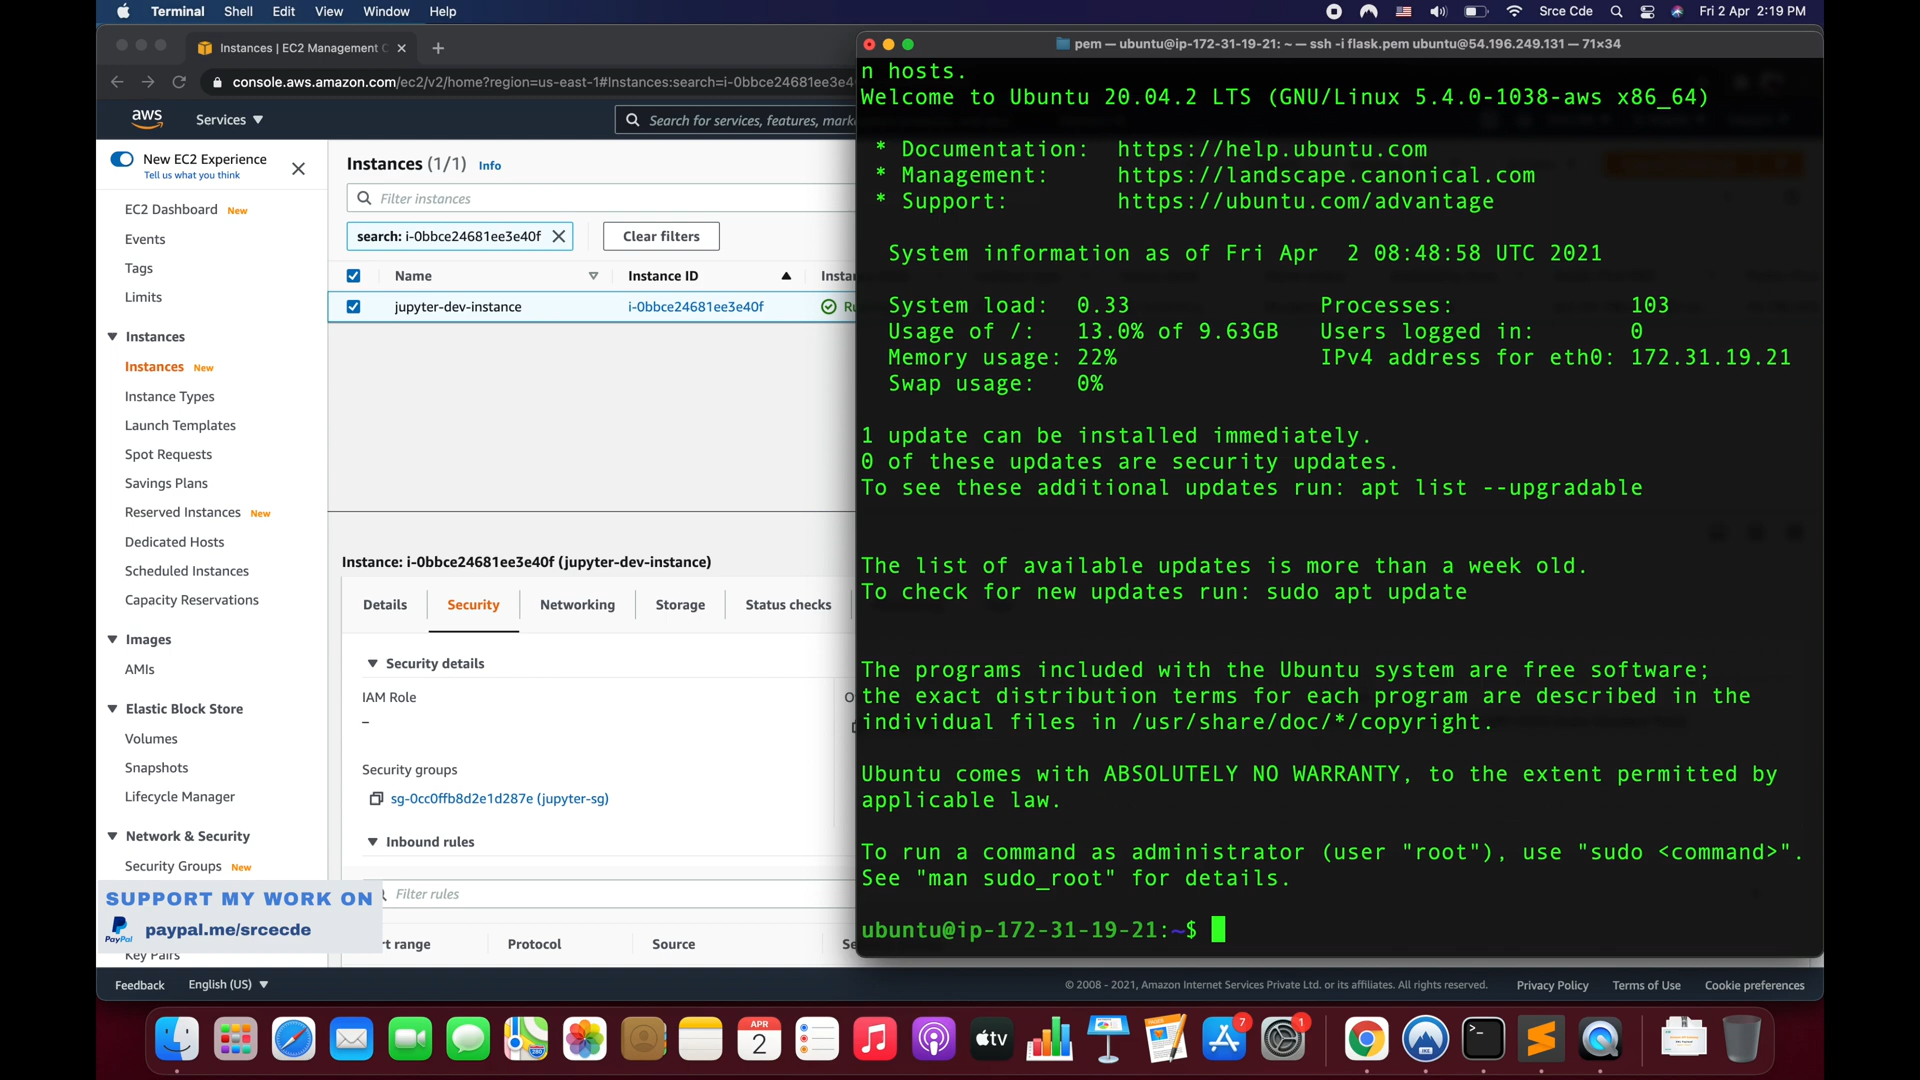 Terminal Shell Edit View Window Help
Srce Cde Fri 2 Apr 2:19 PM
Instances | EC2 Management C
console.aws.amazon.com/ec2/v2/home?region=us-east-1#Instances:search=i-0bbce24681ee3e4
aws Services ▼
Search for services, features, mark
New EC2 Experience
Tell us what you think
EC2 Dashboard New
Events
Tags
Limits
Instances
Instances New
Instance Types
Launch Templates
Spot Requests
Savings Plans
Reserved Instances New
Dedicated Hosts
Scheduled Instances
Capacity Reservations
Images
AMIs
Elastic Block Store
Volumes
Snapshots
Lifecycle Manager
Network & Security
Security Groups New
Key Pairs
SUPPORT MY WORK ON
PayPal paypal.me/srcecde
Instances (1/1) Info
Filter instances
search: i-0bbce24681ee3e40f
Clear filters
Name Instance ID Insta
jupyter-dev-instance i-0bbce24681ee3e40f Ru
Instance: i-0bbce24681ee3e40f (jupyter-dev-instance)
Details Security Networking Storage Status checks
Security details
IAM Role
–
Security groups
sg-0cc0ffb8d2e1d287e (jupyter-sg)
Inbound rules
Filter rules
rt range Protocol Source Se
pem — ubuntu@ip-172-31-19-21: ~ — ssh -i flask.pem ubuntu@54.196.249.131 — 71×34
n hosts.
Welcome to Ubuntu 20.04.2 LTS (GNU/Linux 5.4.0-1038-aws x86_64)
* Documentation: https://help.ubuntu.com
* Management: https://landscape.canonical.com
* Support: https://ubuntu.com/advantage
System information as of Fri Apr 2 08:48:58 UTC 2021
System load: 0.33 Processes: 103
Usage of /: 13.0% of 9.63GB Users logged in: 0
Memory usage: 22% IPv4 address for eth0: 172.31.19.21
Swap usage: 0%
1 update can be installed immediately.
0 of these updates are security updates.
To see these additional updates run: apt list --upgradable
The list of available updates is more than a week old.
To check for new updates run: sudo apt update
The programs included with the Ubuntu system are free software;
the exact distribution terms for each program are described in the
individual files in /usr/share/doc/*/copyright.
Ubuntu comes with ABSOLUTELY NO WARRANTY, to the extent permitted by
applicable law.
To run a command as administrator (user "root"), use "sudo <command>".
See "man sudo_root" for details.
ubuntu@ip-172-31-19-21:~$
Feedback English (US) ▼
© 2008 - 2021, Amazon Internet Services Private Ltd. or its affiliates. All rights reserved. Privacy Policy Terms of Use Cookie preferences
APR
2
tv
7
1